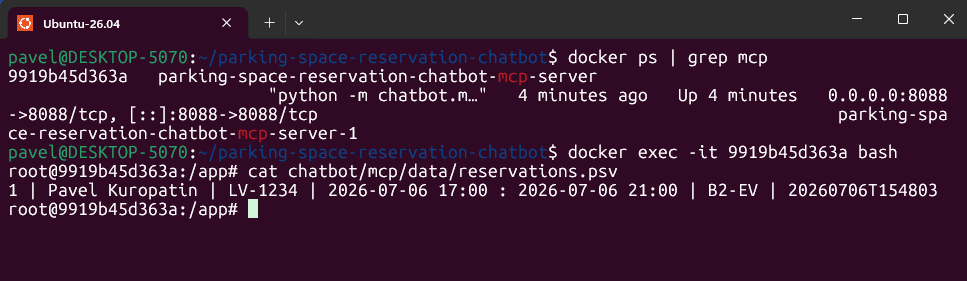 Ubuntu-26.04
pavel@DESKTOP-5070:~/parking-space-reservation-chatbot$ docker ps | grep mcp
9919b45d363a   parking-space-reservation-chatbot-mcp-server
"python -m chatbot.m…"   4 minutes ago   Up 4 minutes   0.0.0.0:8088
->8088/tcp, [::]:8088->8088/tcp   parking-spa
ce-reservation-chatbot-mcp-server-1
pavel@DESKTOP-5070:~/parking-space-reservation-chatbot$ docker exec -it 9919b45d363a bash
root@9919b45d363a:/app# cat chatbot/mcp/data/reservations.psv
1 | Pavel Kuropatin | LV-1234 | 2026-07-06 17:00 : 2026-07-06 21:00 | B2-EV | 20260706T154803
root@9919b45d363a:/app#